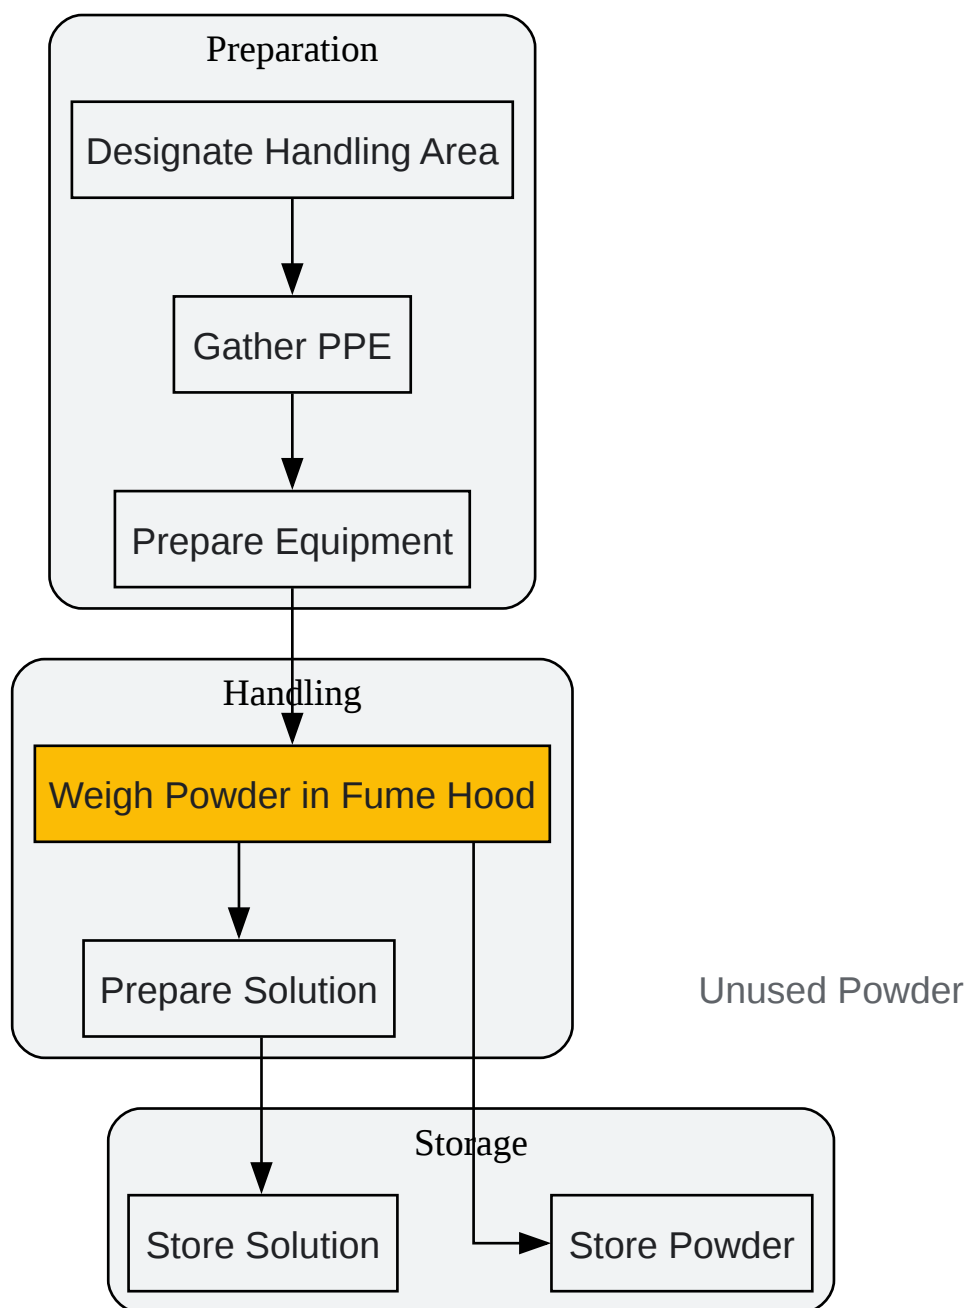 Preparation
Designate Handling Area
Gather PPE
Prepare Equipment
Handling
Weigh Powder in Fume Hood
Prepare Solution
Unused Powder
Storage
Store Solution
Store Powder